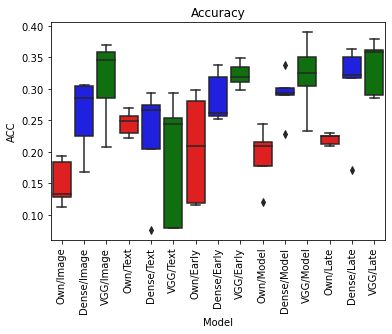 Accuracy
0.40
0.35
0.30
0.25
0.20
0.15
0.10
ACC
Own/Image
Dense/Image
VGG/Image
Own/Text
Dense/Text
VGG/Text
Own/Early
Dense/Early
VGG/Early
Own/Model
Dense/Model
VGG/Model
Own/Late
Dense/Late
VGG/Late
Model